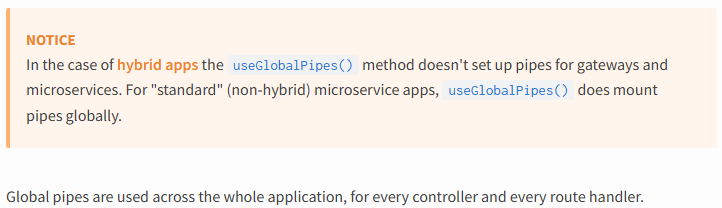 NOTICE
In the case of hybrid apps the useGlobalPipes() method doesn't set up pipes for gateways and
microservices. For "standard" (non-hybrid) microservice apps, useGlobalPipes() does mount
pipes globally.
Global pipes are used across the whole application, for every controller and every route handler.